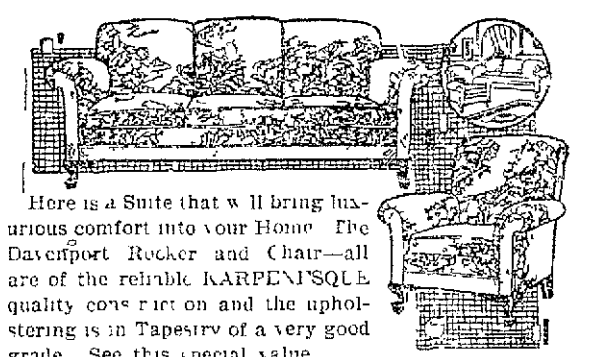 Here is a Suite that will bring lux-
urious comfort into your Home The
Davenport Rocker and Chair—all
are of the reliable KARPENESQUE
quality construction and the uphol-
stering is in Tapestry of a very good
grade. See this special value